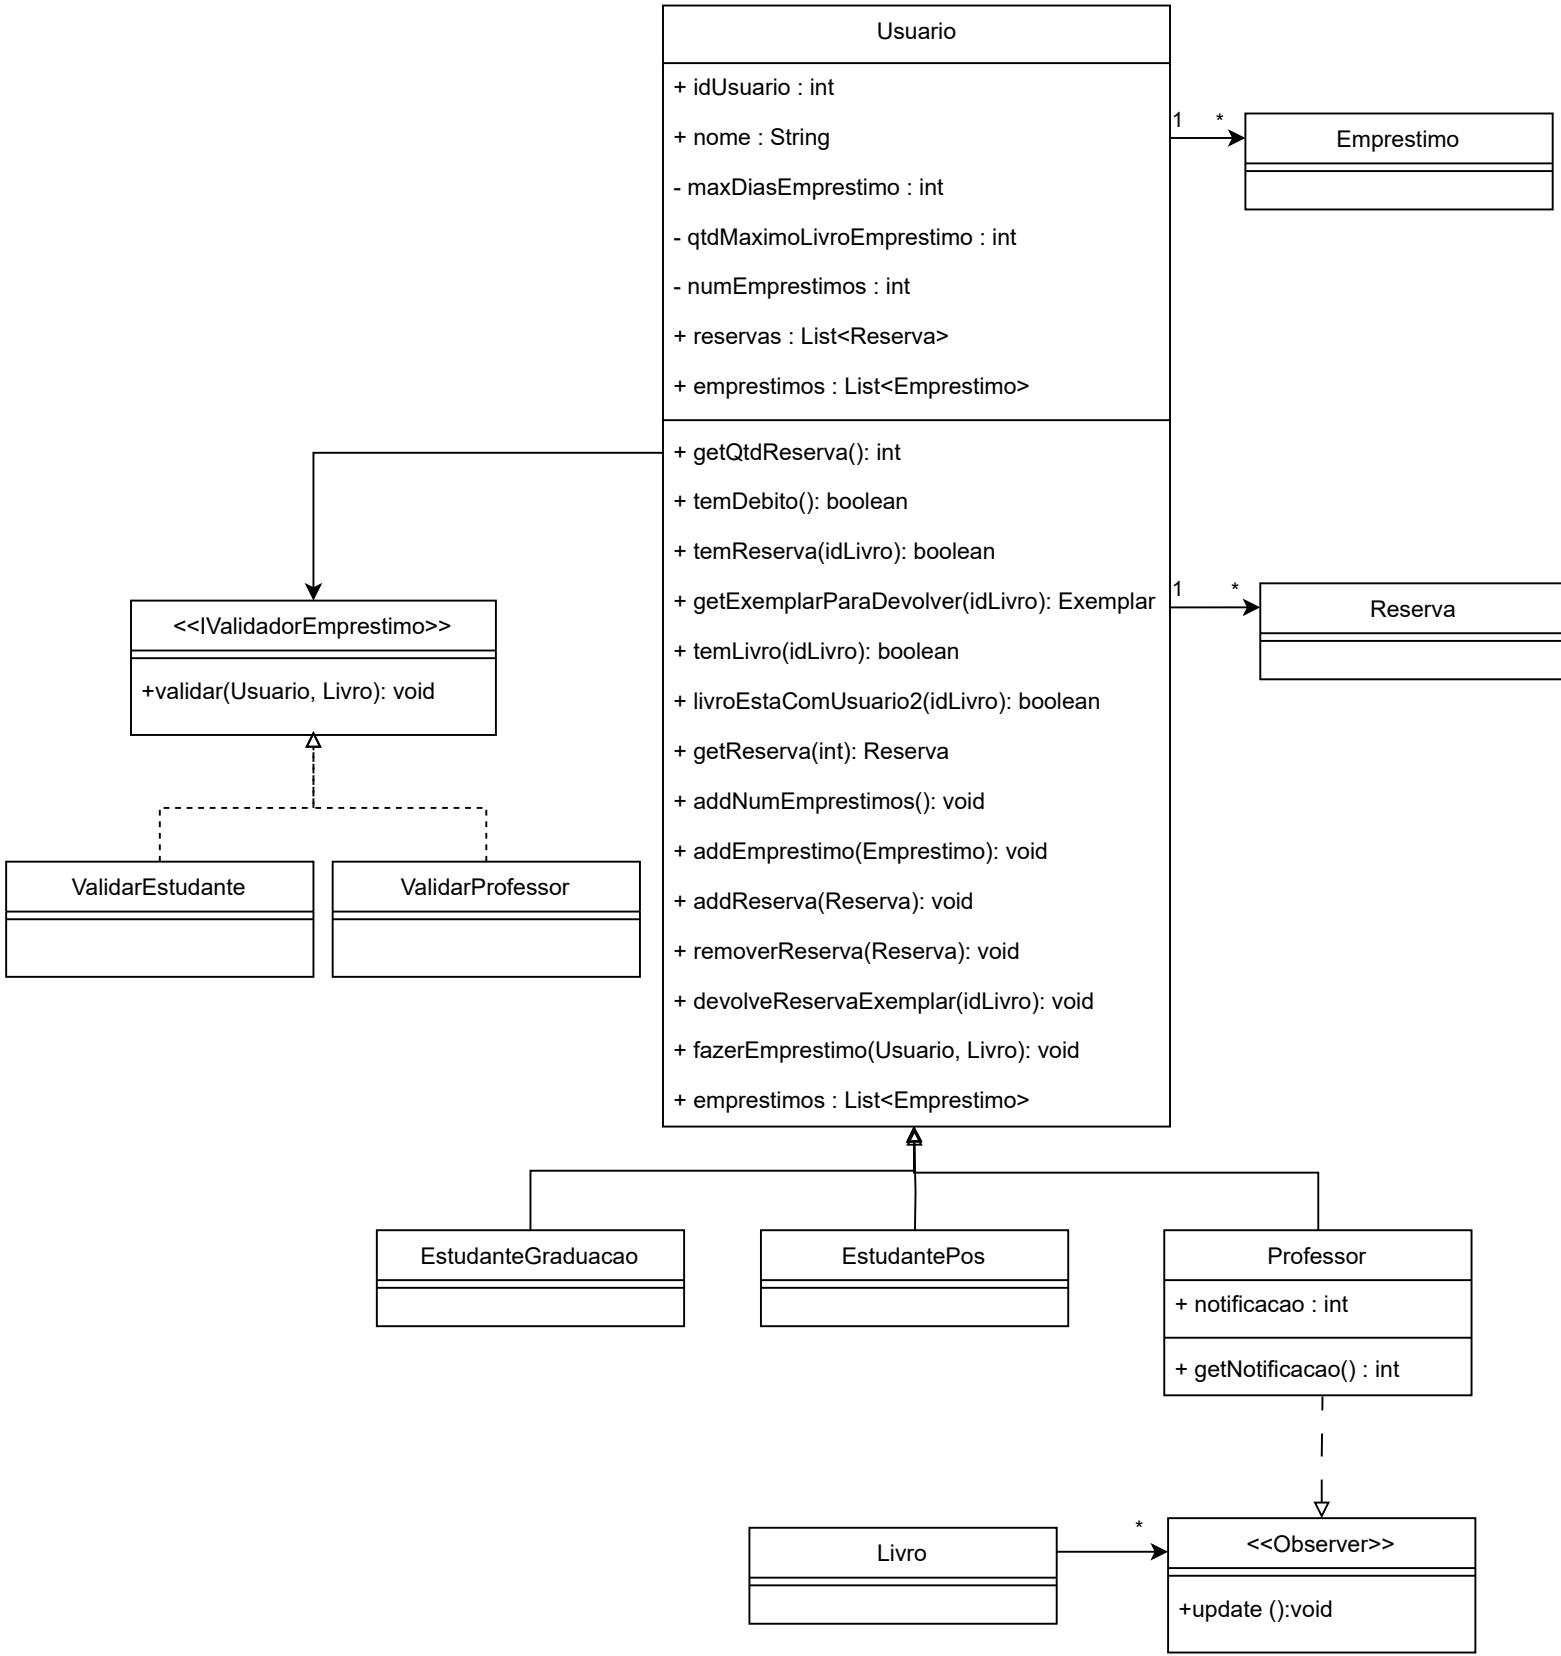 Usuario
+ idUsuario : int
+ nome : String
- maxDiasEmprestimo : int
- qtdMaximoLivroEmprestimo : int
- numEmprestimos : int
+ reservas : List<Reserva>
+ emprestimos : List<Emprestimo>
+ getQtdReserva(): int
+ temDebito(): boolean
+ temReserva(idLivro): boolean
+ getExemplarParaDevolver(idLivro): Exemplar
+ temLivro(idLivro): boolean
+ livroEstaComUsuario2(idLivro): boolean
+ getReserva(int): Reserva
+ addNumEmprestimos(): void
+ addEmprestimo(Emprestimo): void
+ addReserva(Reserva): void
+ removerReserva(Reserva): void
+ devolveReservaExemplar(idLivro): void
+ fazerEmprestimo(Usuario, Livro): void
+ emprestimos : List<Emprestimo>
1 *
Emprestimo
1 *
Reserva
<<IValidadorEmprestimo>>
+validar(Usuario, Livro): void
ValidarEstudante
ValidarProfessor
EstudanteGraduacao
EstudantePos
Professor
+ notificacao : int
+ getNotificacao() : int
Livro
*
<<Observer>>
+update ():void